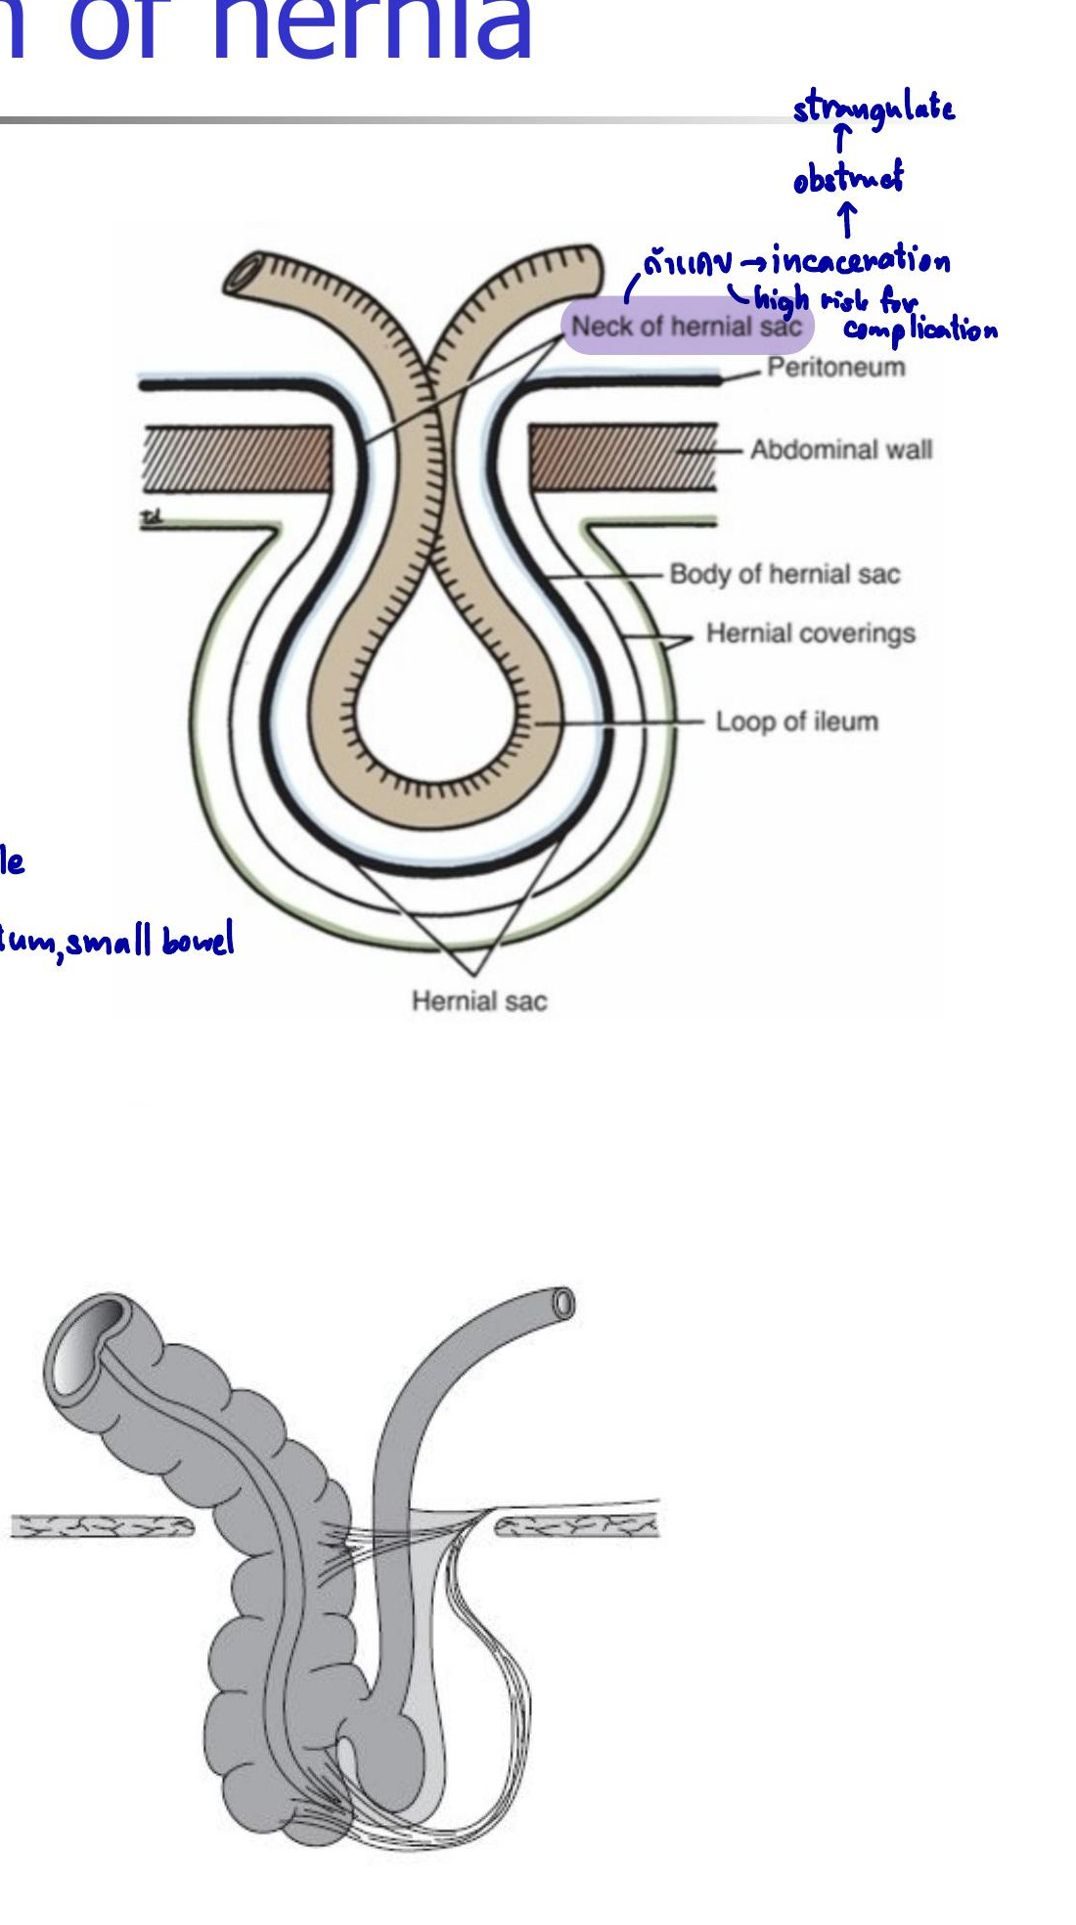 n of hernia
strangulate
↑
obstruct
↑
ถ้าแคบ → incaceration
high risk for
complication
Neck of hernial sac
Peritoneum
Abdominal wall
Body of hernial sac
Hernial coverings
Loop of ileum
le
tum, small bowel
Hernial sac